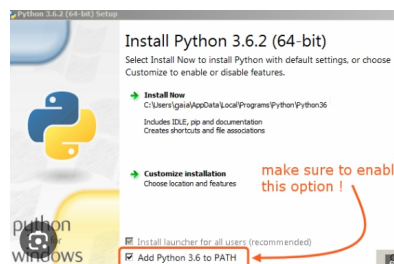 Python 3.6.2 (64-bit) Setup
Install Python 3.6.2 (64-bit)
Select Install Now to install Python with default settings, or choose
Customize to enable or disable features.
Install Now
C:\Users\gaia\AppData\Local\Programs\Python\Python36
Includes IDLE, pip and documentation
Creates shortcuts and file associations
Customize installation
Choose location and features
make sure to enabl
this option !
python
for
windows
Install launcher for all users (recommended)
Add Python 3.6 to PATH